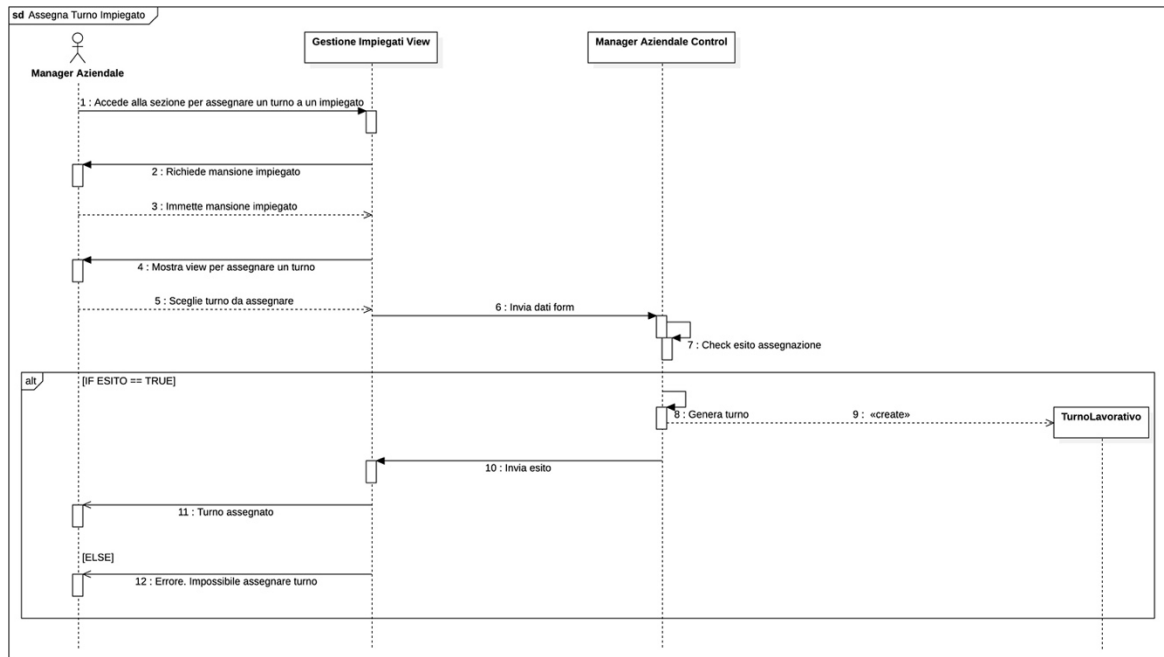 sd Assegna Turno Impiegato
Manager Aziendale
Gestione Impiegati View
Manager Aziendale Control
1 : Accede alla sezione per assegnare un turno a un impiegato
2 : Richiede mansione impiegato
3 : Immette mansione impiegato
4 : Mostra view per assegnare un turno
5 : Sceglie turno da assegnare
6 : Invia dati form
7 : Check esito assegnazione
alt
[IF ESITO == TRUE]
8 : Genera turno
9 : «create»
TurnoLavorativo
10 : Invia esito
11 : Turno assegnato
[ELSE]
12 : Errore. Impossibile assegnare turno